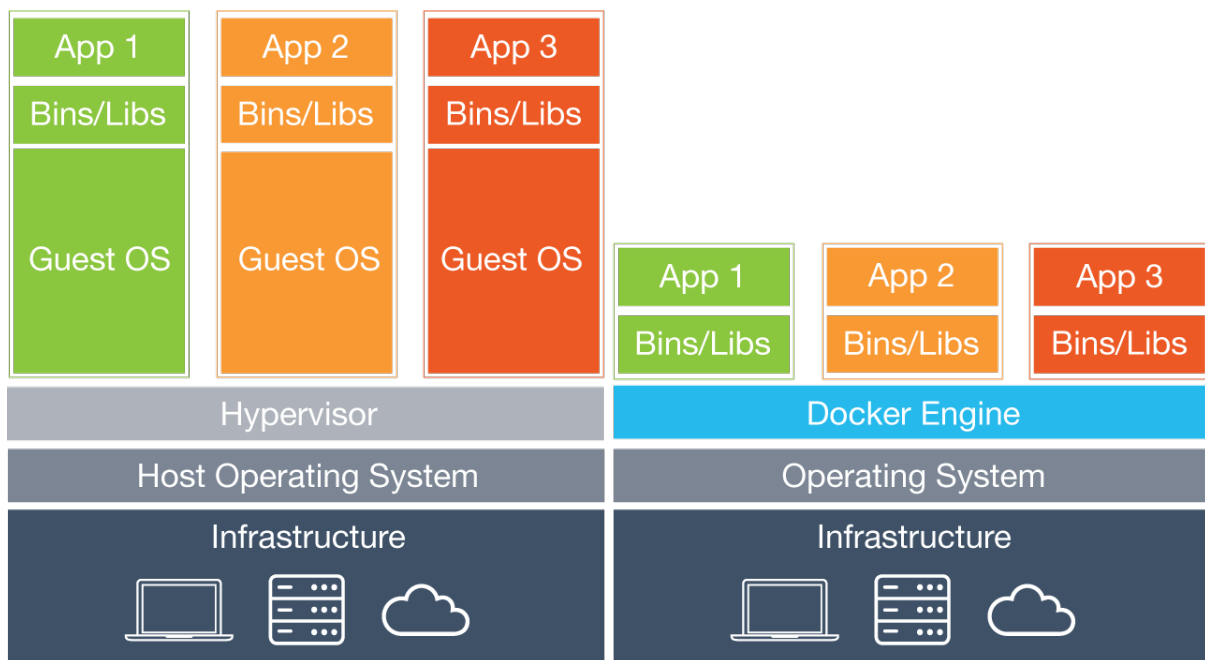 App 1
App 2
App 3
Bins/Libs
Bins/Libs
Bins/Libs
Guest OS
Guest OS
Guest OS
Hypervisor
Host Operating System
Infrastructure
App 1
App 2
App 3
Bins/Libs
Bins/Libs
Bins/Libs
Docker Engine
Operating System
Infrastructure